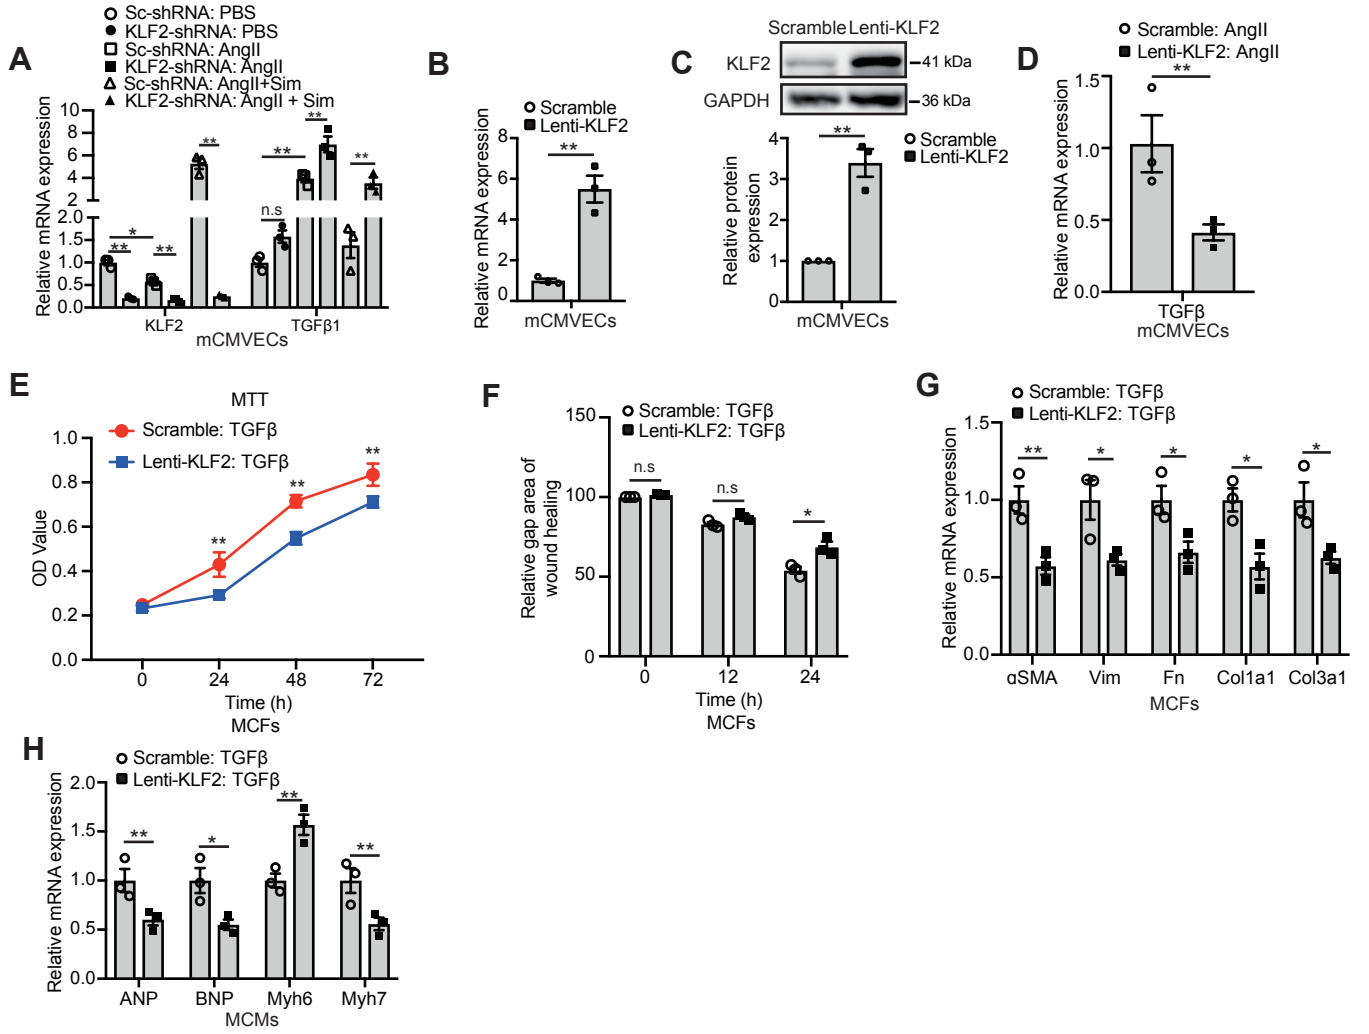 A
Sc-shRNA: PBS
KLF2-shRNA: PBS
Sc-shRNA: AngII
KLF2-shRNA: AngII
Sc-shRNA: AngII+Sim
KLF2-shRNA: AngII + Sim
Relative mRNA expression
10
8
6
4
2
2.0
1.5
1.0
0.5
0.0
**
*
**
**
n.s
**
**
**
KLF2
TGFβ1
mCMVECs
B
Scramble
Lenti-KLF2
Relative mRNA expression
8
6
4
2
0
**
mCMVECs
C
Scramble Lenti-KLF2
KLF2
41 kDa
GAPDH
36 kDa
Scramble
Lenti-KLF2
Relative protein
expression
4
3
2
1
0
**
mCMVECs
D
Scramble: AngII
Lenti-KLF2: AngII
Relative mRNA expression
1.5
1.0
0.5
0.0
**
TGFβ
mCMVECs
E
MTT
Scramble: TGFβ
Lenti-KLF2: TGFβ
OD Value
1.0
0.8
0.6
0.4
0.2
0.0
**
**
**
0 24 48 72
Time (h)
MCFs
F
Scramble: TGFβ
Lenti-KLF2: TGFβ
Relative gap area of
wound healing
150
100
50
0
n.s
n.s
*
0 12 24
Time (h)
MCFs
G
Scramble: TGFβ
Lenti-KLF2: TGFβ
Relative mRNA expression
1.5
1.0
0.5
0.0
** * * * *
αSMA Vim Fn Col1a1 Col3a1
MCFs
H
Scramble: TGFβ
Lenti-KLF2: TGFβ
Relative mRNA expression
2.0
1.5
1.0
0.5
0.0
** * ** **
ANP BNP Myh6 Myh7
MCMs